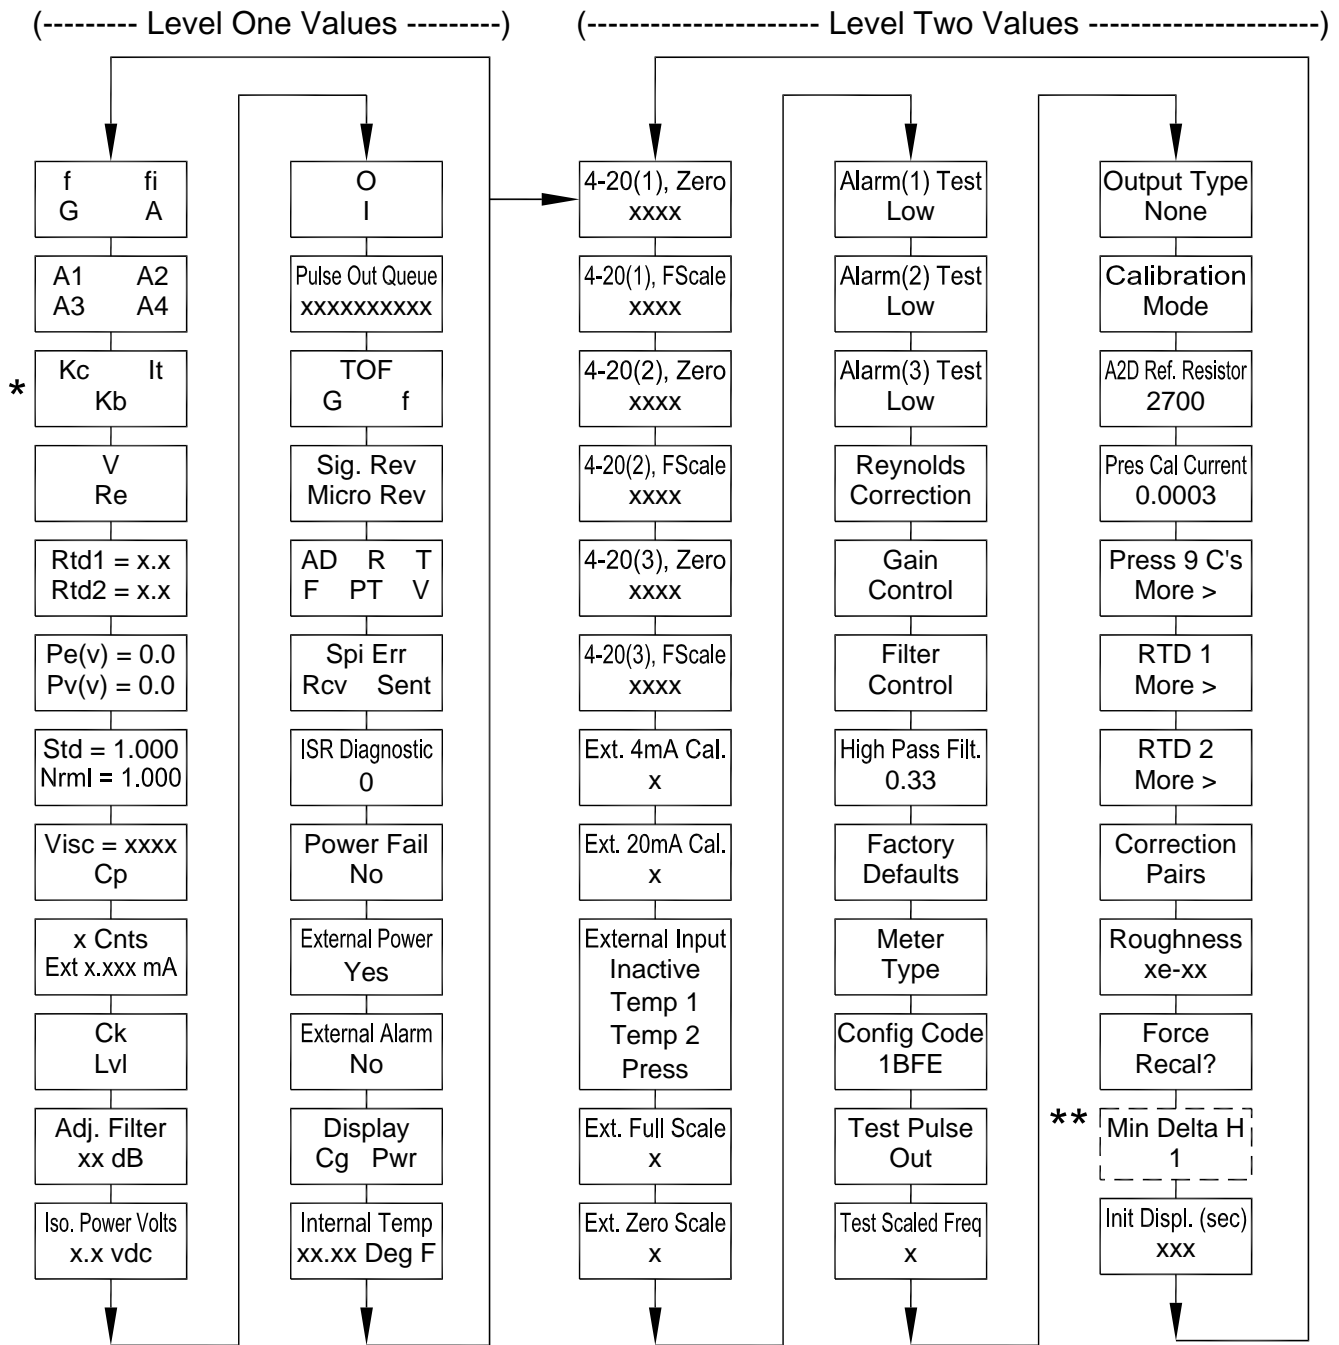 (--------- Level One Values ---------)
(------------------- Level Two Values -----------------------)
f fi
G A
A1 A2
A3 A4
*
Kc It
Kb
V
Re
Rtd1 = x.x
Rtd2 = x.x
Pe(v) = 0.0
Pv(v) = 0.0
Std = 1.000
Nrml = 1.000
Visc = xxxx
Cp
x Cnts
Ext x.xxx mA
Ck
Lvl
Adj. Filter
xx dB
Iso. Power Volts
x.x vdc
O
I
Pulse Out Queue
xxxxxxxxxx
TOF
G f
Sig. Rev
Micro Rev
AD R T
F PT V
Spi Err
Rcv Sent
ISR Diagnostic
0
Power Fail
No
External Power
Yes
External Alarm
No
Display
Cg Pwr
Internal Temp
xx.xx Deg F
4-20(1), Zero
xxxx
4-20(1), FScale
xxxx
4-20(2), Zero
xxxx
4-20(2), FScale
xxxx
4-20(3), Zero
xxxx
4-20(3), FScale
xxxx
Ext. 4mA Cal.
x
Ext. 20mA Cal.
x
External Input
Inactive
Temp 1
Temp 2
Press
Ext. Full Scale
x
Ext. Zero Scale
x
Alarm(1) Test
Low
Alarm(2) Test
Low
Alarm(3) Test
Low
Reynolds
Correction
Gain
Control
Filter
Control
High Pass Filt.
0.33
Factory
Defaults
Meter
Type
Config Code
1BFE
Test Pulse
Out
Test Scaled Freq
x
Output Type
None
Calibration
Mode
A2D Ref. Resistor
2700
Pres Cal Current
0.0003
Press 9 C's
More >
RTD 1
More >
RTD 2
More >
Correction
Pairs
Roughness
xe-xx
Force
Recal?
**
Min Delta H
1
Init Displ. (sec)
xxx